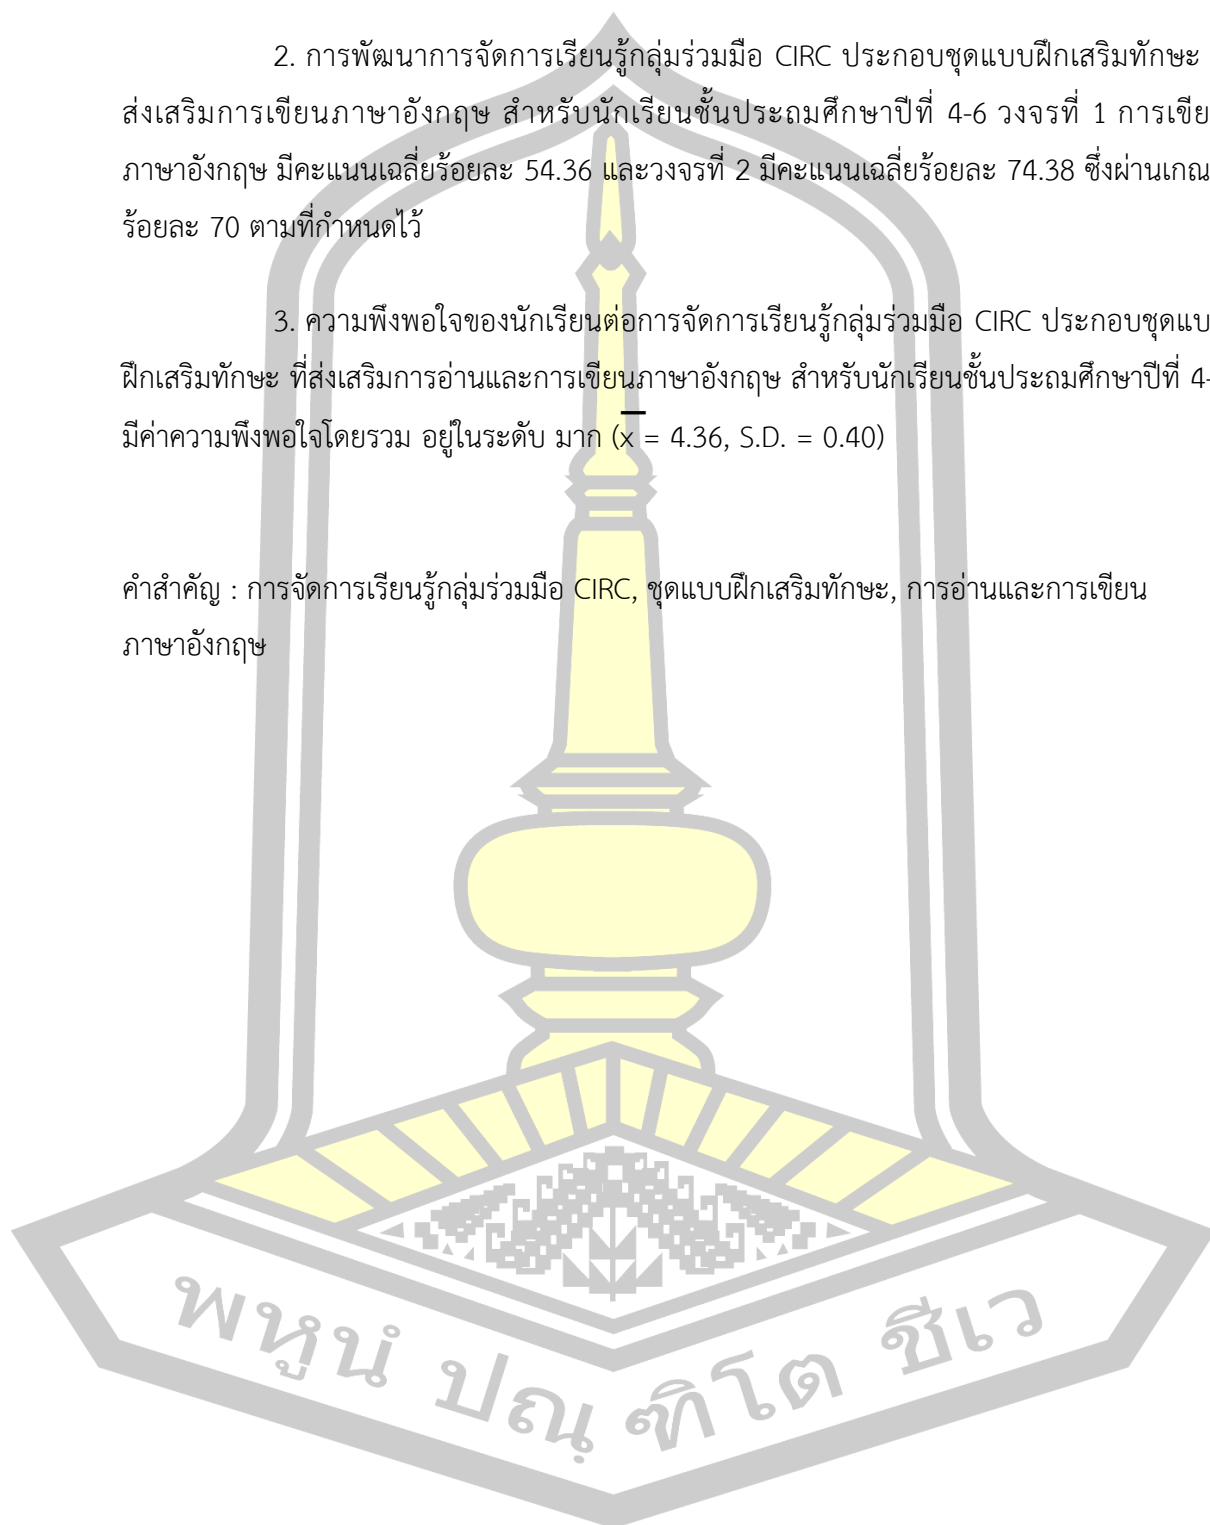 2. การพัฒนาการจัดการเรียนรู้กลุ่มร่วมมือ CIRC ประกอบชุดแบบฝึกเสริมทักษะ
ส่งเสริมการเขียนภาษาอังกฤษ สำหรับนักเรียนชั้นประถมศึกษาปีที่ 4-6 วงจรที่ 1 การเขีย
ภาษาอังกฤษ มีคะแนนเฉลี่ยร้อยละ 54.36 และวงจรที่ 2 มีคะแนนเฉลี่ยร้อยละ 74.38 ซึ่งผ่านเกณ
ร้อยละ 70 ตามที่กำหนดไว้
3. ความพึงพอใจของนักเรียนต่อการจัดการเรียนรู้กลุ่มร่วมมือ CIRC ประกอบชุดแบ
ฝึกเสริมทักษะ ที่ส่งเสริมการอ่านและการเขียนภาษาอังกฤษ สำหรับนักเรียนชั้นประถมศึกษาปีที่ 4-
มีค่าความพึงพอใจโดยรวม อยู่ในระดับ มาก (x̅ = 4.36, S.D. = 0.40)
คำสำคัญ : การจัดการเรียนรู้กลุ่มร่วมมือ CIRC, ชุดแบบฝึกเสริมทักษะ, การอ่านและการเขียน
ภาษาอังกฤษ
พหูนํ ปณฺฑิโต ชีเว